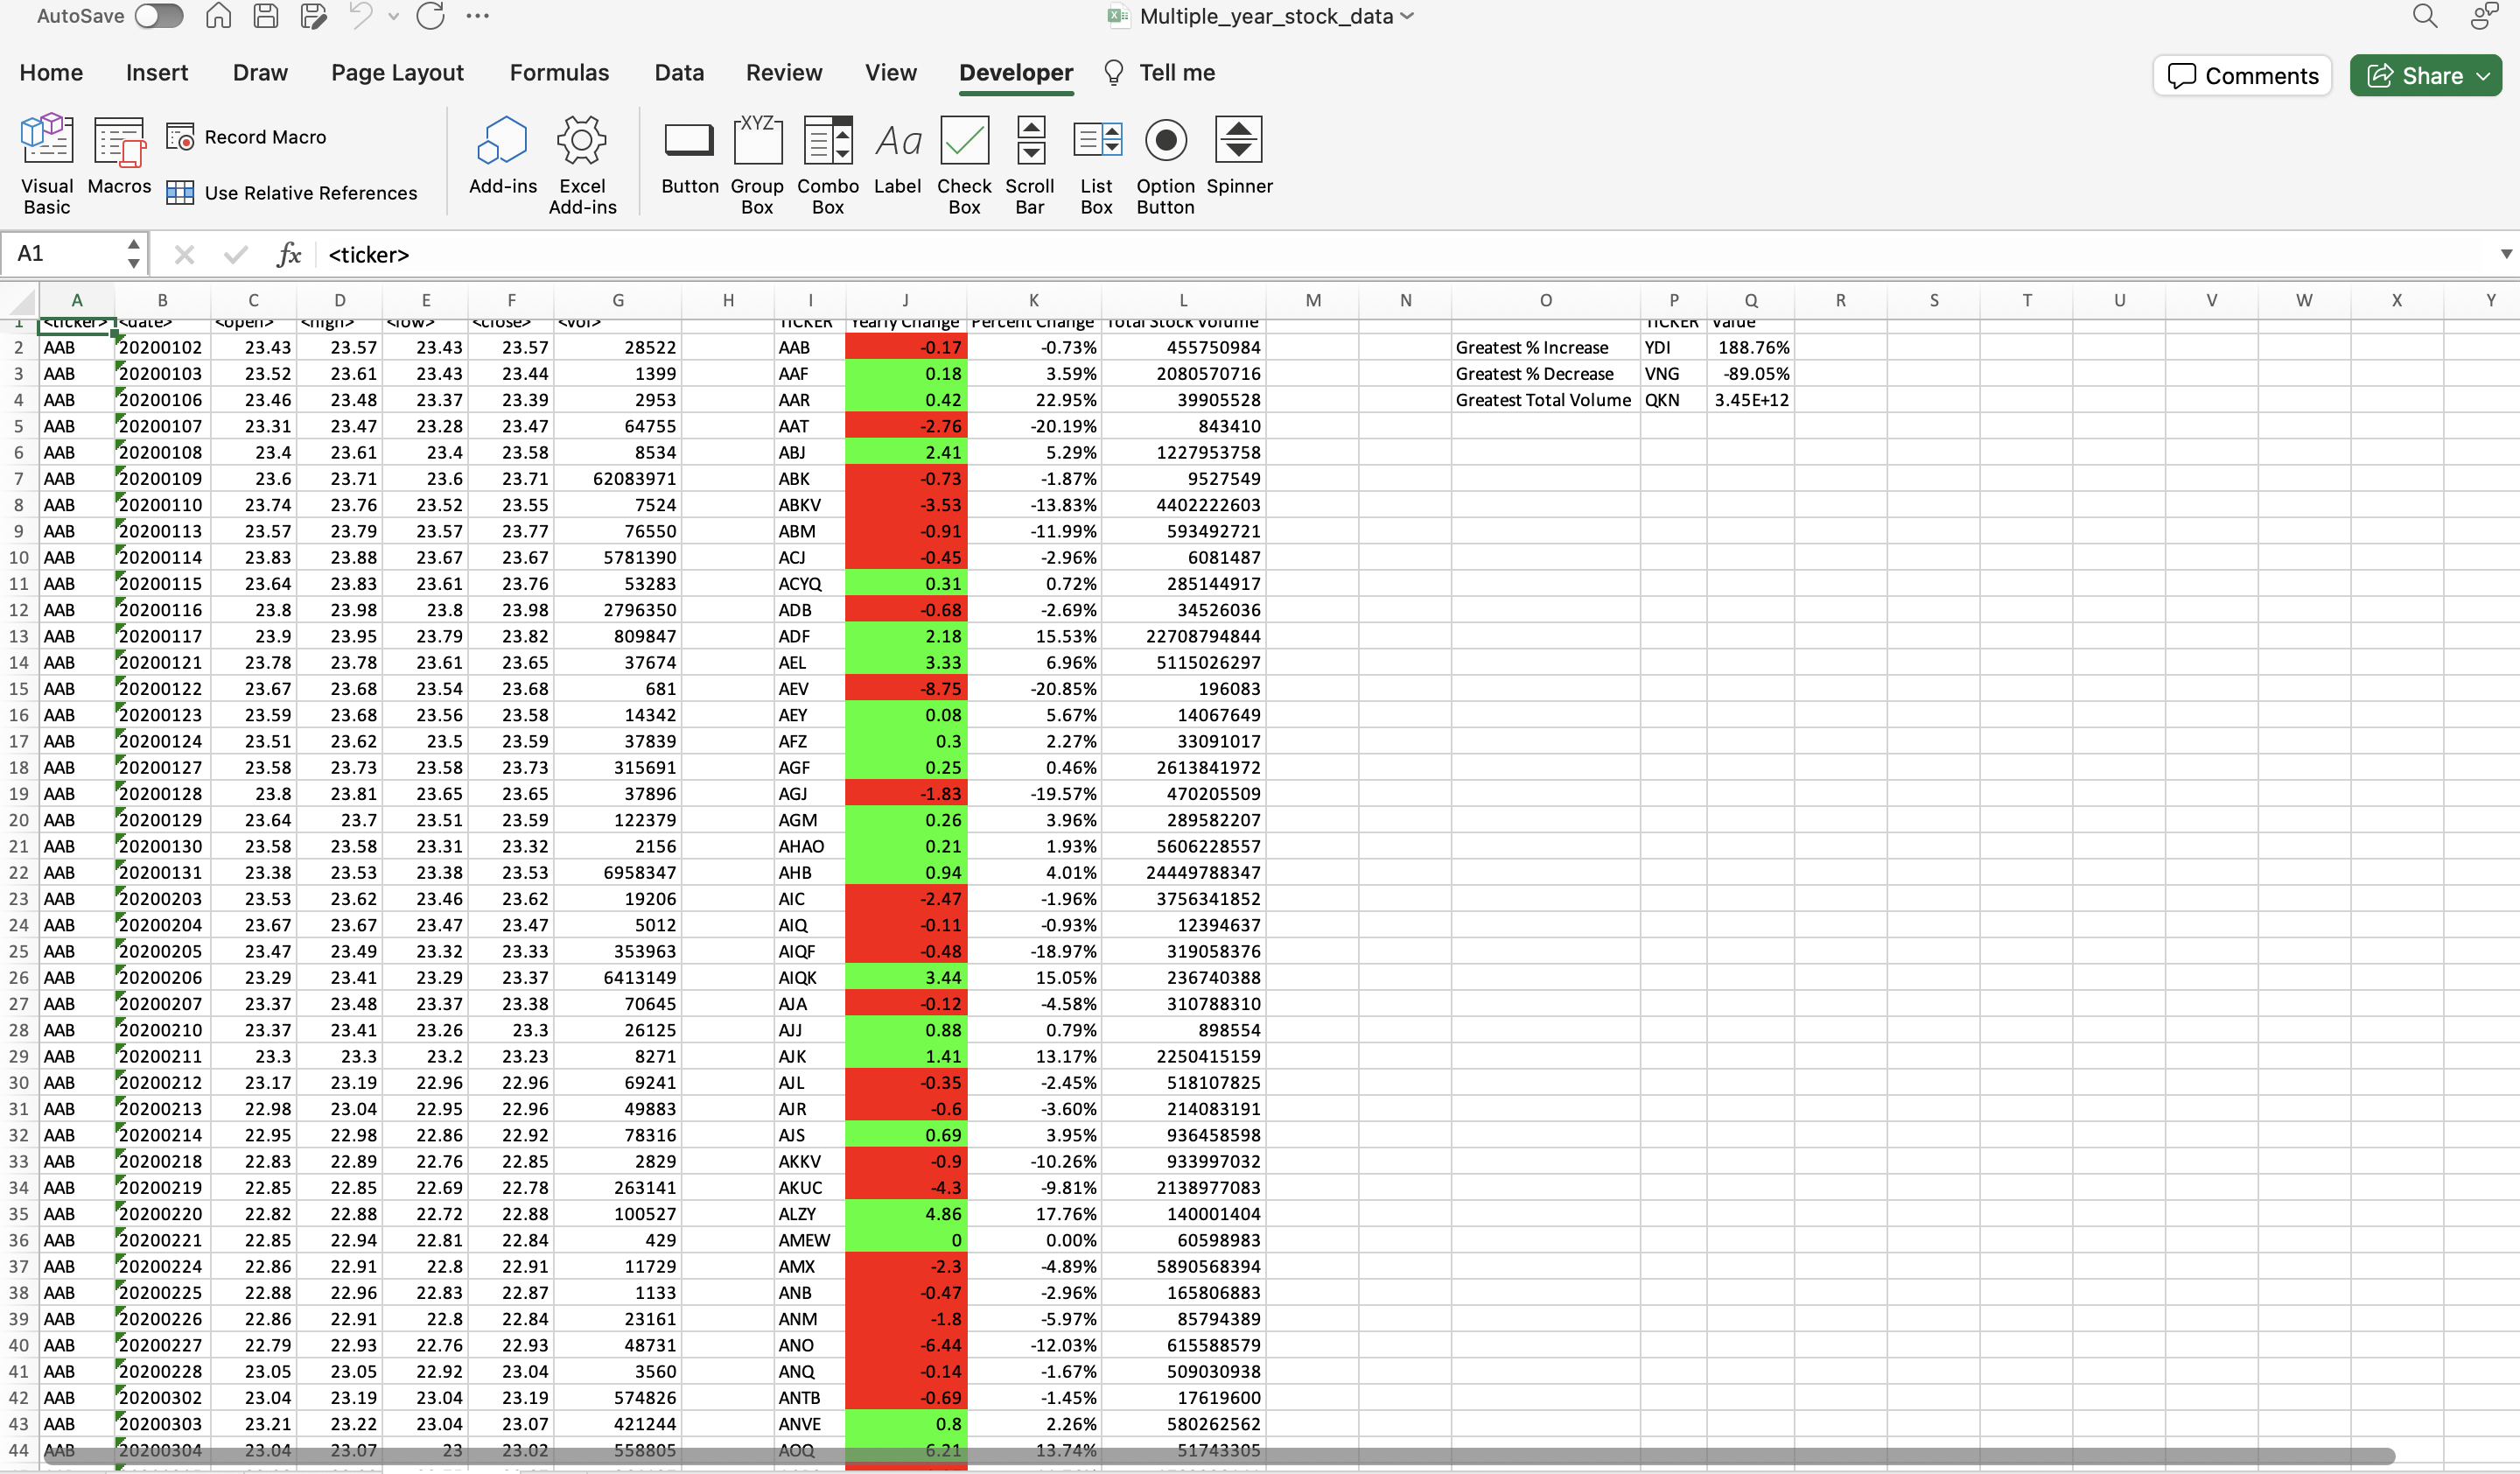 AutoSave Multiple_year_stock_data
Home Insert Draw Page Layout Formulas Data Review View Developer Tell me Comments Share
Visual Basic Macros Record Macro Use Relative References Add-ins Excel Add-ins Button Group Box Combo Box Label Check Box Scroll Bar List Box Option Button Spinner
A1 fx <ticker>
A B C D E F G H I J K L M N O P Q R S T U V W X Y
1 <ticker> <date> <open> <high> <low> <close> <vol> TICKER Yearly Change Percent Change Total Stock Volume TICKER Value
2 AAB 20200102 23.43 23.57 23.43 23.57 28522 AAB -0.17 -0.73% 455750984 Greatest % Increase YDI 188.76%
3 AAB 20200103 23.52 23.61 23.43 23.44 1399 AAF 0.18 3.59% 2080570716 Greatest % Decrease VNG -89.05%
4 AAB 20200106 23.46 23.48 23.37 23.39 2953 AAR 0.42 22.95% 39905528 Greatest Total Volume QKN 3.45E+12
5 AAB 20200107 23.31 23.47 23.28 23.47 64755 AAT -2.76 -20.19% 843410
6 AAB 20200108 23.4 23.61 23.4 23.58 8534 ABJ 2.41 5.29% 1227953758
7 AAB 20200109 23.6 23.71 23.6 23.71 62083971 ABK -0.73 -1.87% 9527549
8 AAB 20200110 23.74 23.76 23.52 23.55 7524 ABKV -3.53 -13.83% 4402222603
9 AAB 20200113 23.57 23.79 23.57 23.77 76550 ABM -0.91 -11.99% 593492721
10 AAB 20200114 23.83 23.88 23.67 23.67 5781390 ACJ -0.45 -2.96% 6081487
11 AAB 20200115 23.64 23.83 23.61 23.76 53283 ACYQ 0.31 0.72% 285144917
12 AAB 20200116 23.8 23.98 23.8 23.98 2796350 ADB -0.68 -2.69% 34526036
13 AAB 20200117 23.9 23.95 23.79 23.82 809847 ADF 2.18 15.53% 22708794844
14 AAB 20200121 23.78 23.78 23.61 23.65 37674 AEL 3.33 6.96% 5115026297
15 AAB 20200122 23.67 23.68 23.54 23.68 681 AEV -8.75 -20.85% 196083
16 AAB 20200123 23.59 23.68 23.56 23.58 14342 AEY 0.08 5.67% 14067649
17 AAB 20200124 23.51 23.62 23.5 23.59 37839 AFZ 0.3 2.27% 33091017
18 AAB 20200127 23.58 23.73 23.58 23.73 315691 AGF 0.25 0.46% 2613841972
19 AAB 20200128 23.8 23.81 23.65 23.65 37896 AGJ -1.83 -19.57% 470205509
20 AAB 20200129 23.64 23.7 23.51 23.59 122379 AGM 0.26 3.96% 289582207
21 AAB 20200130 23.58 23.58 23.31 23.32 2156 AHAO 0.21 1.93% 5606228557
22 AAB 20200131 23.38 23.53 23.38 23.53 6958347 AHB 0.94 4.01% 24449788347
23 AAB 20200203 23.53 23.62 23.46 23.62 19206 AIC -2.47 -1.96% 3756341852
24 AAB 20200204 23.67 23.67 23.47 23.47 5012 AIQ -0.11 -0.93% 12394637
25 AAB 20200205 23.47 23.49 23.32 23.33 353963 AIQF -0.48 -18.97% 319058376
26 AAB 20200206 23.29 23.41 23.29 23.37 6413149 AIQK 3.44 15.05% 236740388
27 AAB 20200207 23.37 23.48 23.37 23.38 70645 AJA -0.12 -4.58% 310788310
28 AAB 20200210 23.37 23.41 23.26 23.3 26125 AJJ 0.88 0.79% 898554
29 AAB 20200211 23.3 23.3 23.2 23.23 8271 AJK 1.41 13.17% 2250415159
30 AAB 20200212 23.17 23.19 22.96 22.96 69241 AJL -0.35 -2.45% 518107825
31 AAB 20200213 22.98 23.04 22.95 22.96 49883 AJR -0.6 -3.60% 214083191
32 AAB 20200214 22.95 22.98 22.86 22.92 78316 AJS 0.69 3.95% 936458598
33 AAB 20200218 22.83 22.89 22.76 22.85 2829 AKKV -0.9 -10.26% 933997032
34 AAB 20200219 22.85 22.85 22.69 22.78 263141 AKUC -4.3 -9.81% 2138977083
35 AAB 20200220 22.82 22.88 22.72 22.88 100527 ALZY 4.86 17.76% 140001404
36 AAB 20200221 22.85 22.94 22.81 22.84 429 AMEW 0 0.00% 60598983
37 AAB 20200224 22.86 22.91 22.8 22.91 11729 AMX -2.3 -4.89% 5890568394
38 AAB 20200225 22.88 22.96 22.83 22.87 1133 ANB -0.47 -2.96% 165806883
39 AAB 20200226 22.86 22.91 22.8 22.84 23161 ANM -1.8 -5.97% 85794389
40 AAB 20200227 22.79 22.93 22.76 22.93 48731 ANO -6.44 -12.03% 615588579
41 AAB 20200228 23.05 23.05 22.92 23.04 3560 ANQ -0.14 -1.67% 509030938
42 AAB 20200302 23.04 23.19 23.04 23.19 574826 ANTB -0.69 -1.45% 17619600
43 AAB 20200303 23.21 23.22 23.04 23.07 421244 ANVE 0.8 2.26% 580262562
44 AAB 20200304 23.04 23.07 23 23.02 558805 AOQ 6.21 13.74% 51743305